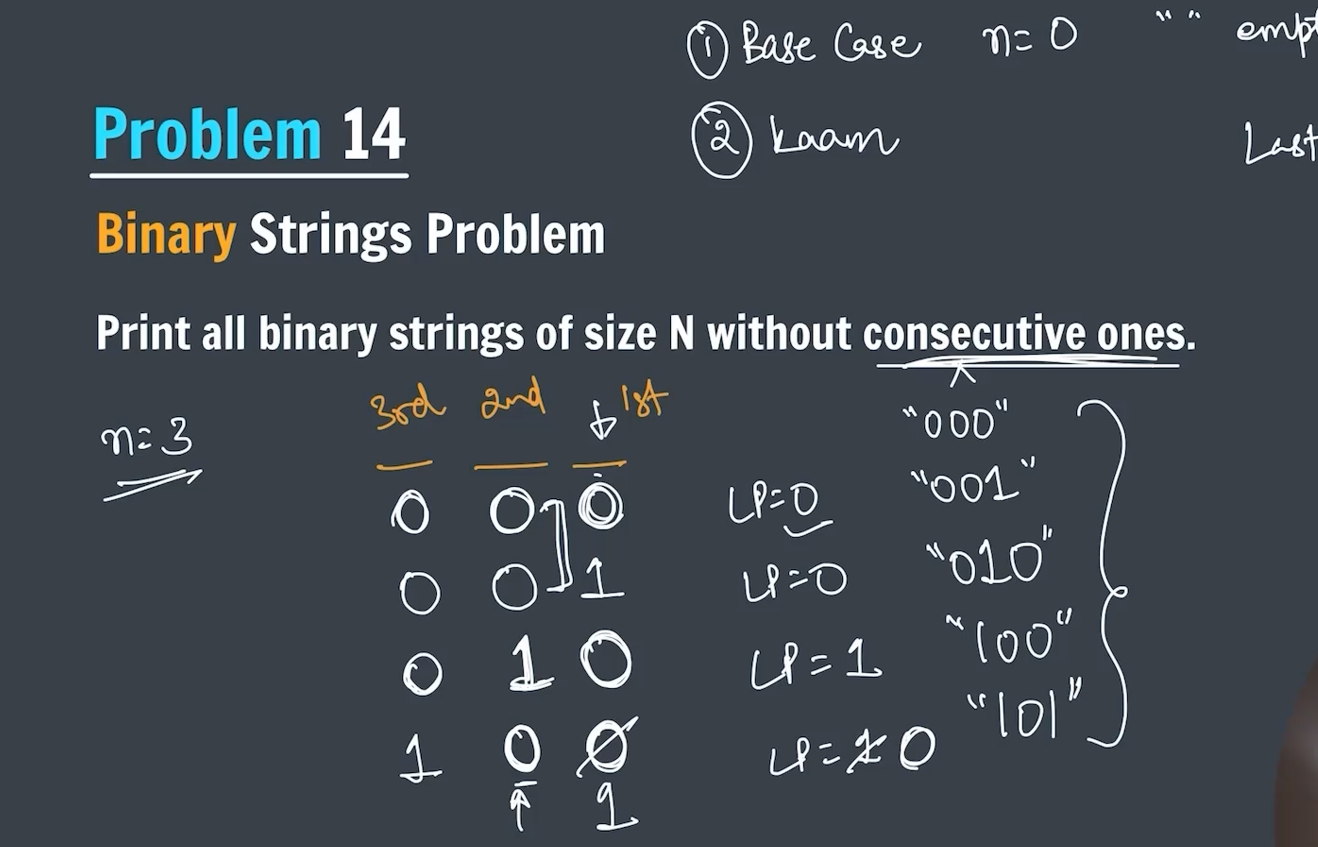 ① Base Case n=0 " " empt
Problem 14
② kaam Last
Binary Strings Problem
Print all binary strings of size N without consecutive ones.
n=3
3rd 2nd 1st
0 0 0 LP=0 "000"
0 0 1 LP=0 "001"
0 1 0 LP=1 "010"
1 0 0 LP=1 0 "100"
1 "101"